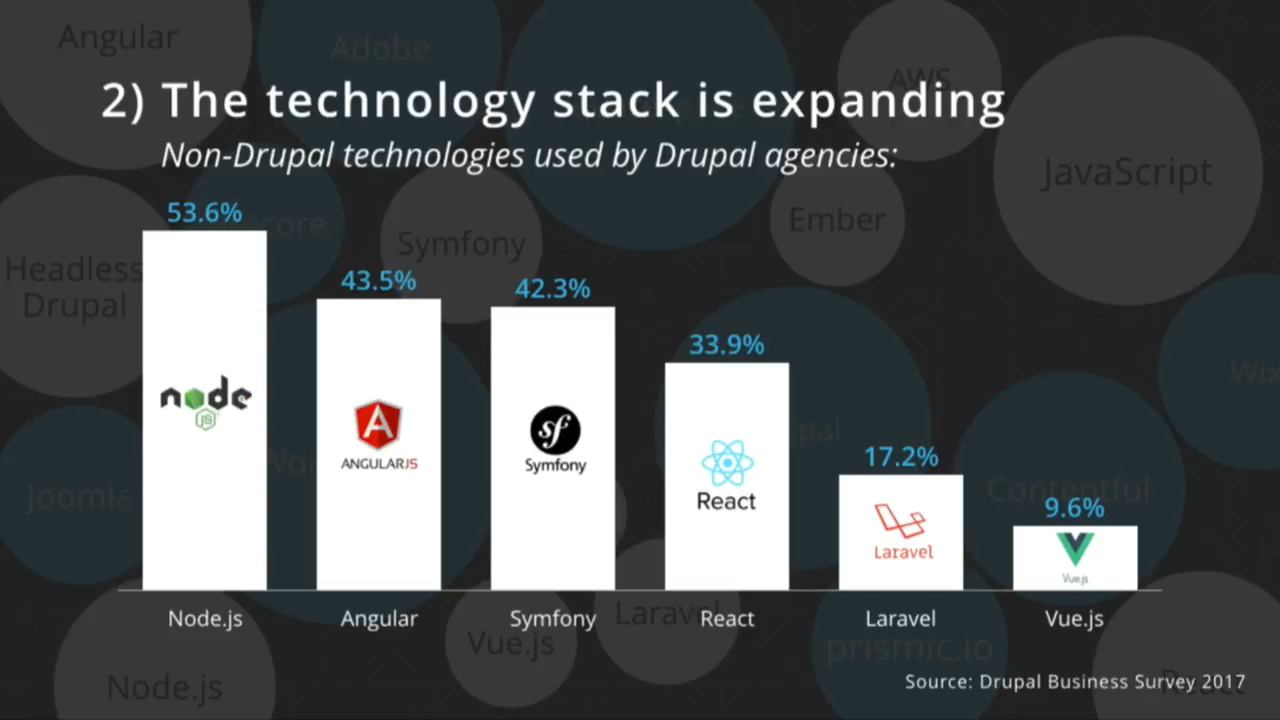 Angular
Adobe
AWS
2) The technology stack is expanding
Non-Drupal technologies used by Drupal agencies:
JavaScript
Ember
Symfony
Headless
Drupal
53.6%
43.5%
42.3%
33.9%
17.2%
9.6%
node
JS
ANGULARJS
sf
Symfony
React
Laravel
Vue.js
Wix
Joomla
Contentful
Node.js
Angular
Symfony
React
Laravel
Vue.js
Laravel
Vue.js
prismic.io
Node.js
React
Source: Drupal Business Survey 2017